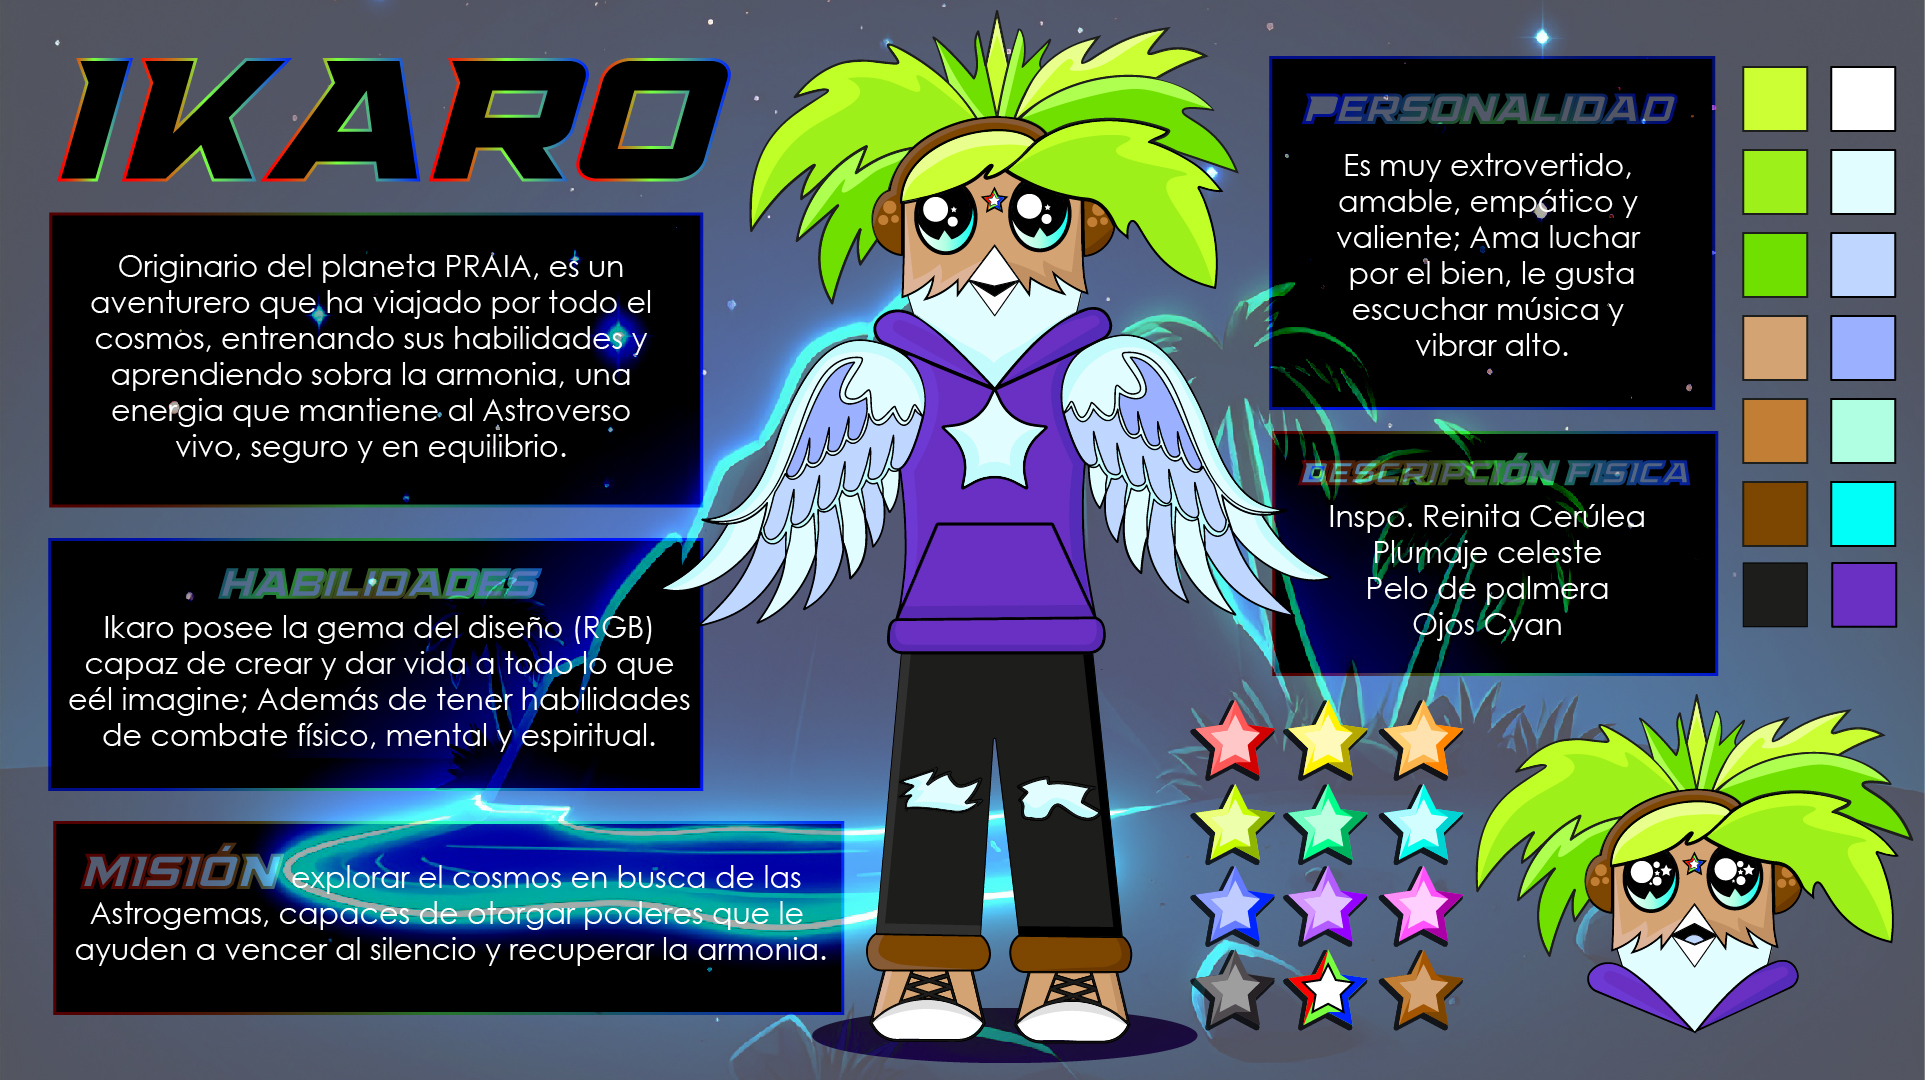 IKARO
Originario del planeta PRAIA, es un
aventurero que ha viajado por todo el
cosmos, entrenando sus habilidades y
aprendiendo sobra la armonia, una
energia que mantiene al Astroverso
vivo, seguro y en equilibrio.
HABILIDADES
Ikaro posee la gema del diseño (RGB)
capaz de crear y dar vida a todo lo que
eél imagine; Además de tener habilidades
de combate físico, mental y espiritual.
MISIÓN explorar el cosmos en busca de las
Astrogemas, capaces de otorgar poderes que le
ayuden a vencer al silencio y recuperar la armonia.
PERSONALIDAD
Es muy extrovertido,
amable, empático y
valiente; Ama luchar
por el bien, le gusta
escuchar música y
vibrar alto.
DESCRIPCIÓN FISICA
Inspo. Reinita Cerúlea
Plumaje celeste
Pelo de palmera
Ojos Cyan